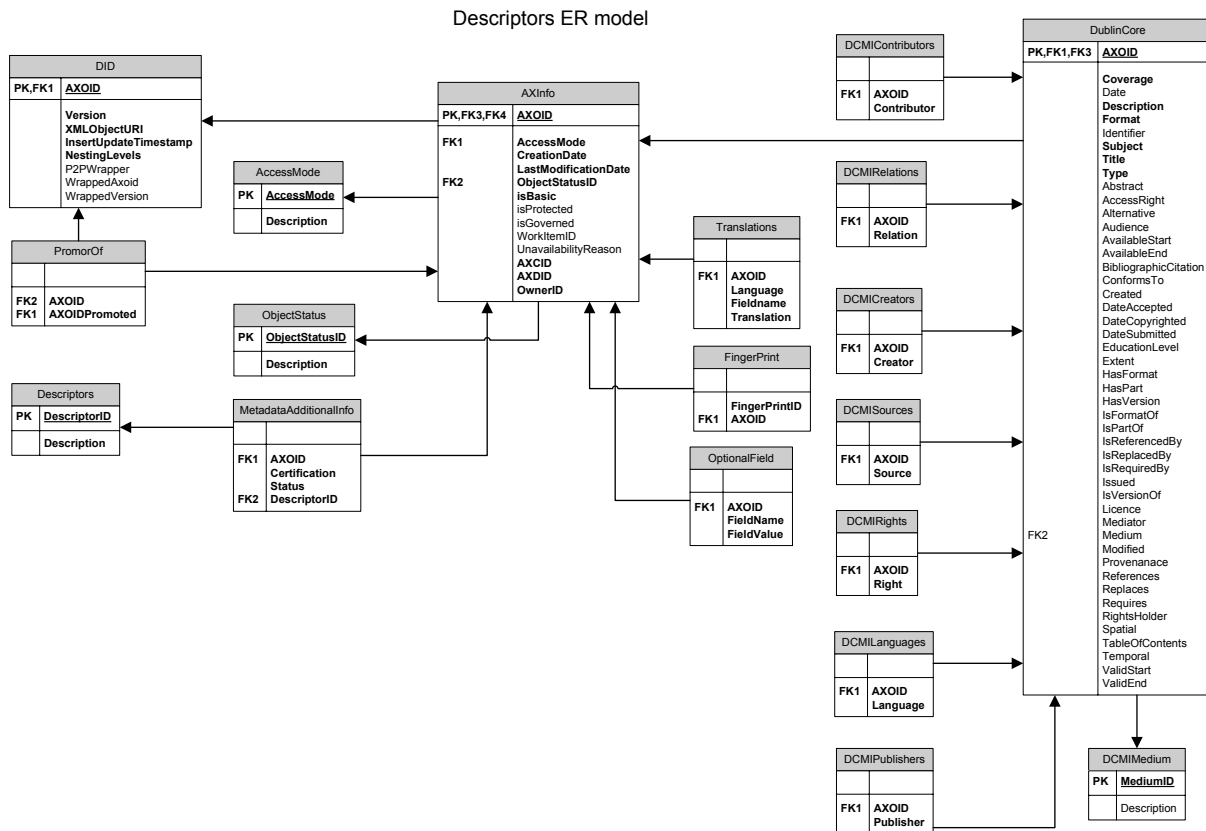 Descriptors ER model
DID
PK,FK1 AXOID
Version
XMLObjectURI
InsertUpdateTimestamp
NestingLevels
P2PWrapper
WrappedAxoid
WrappedVersion
PromorOf
FK2 AXOID
FK1 AXOIDPromoted
Descriptors
PK DescriptorID
Description
AccessMode
PK AccessMode
Description
ObjectStatus
PK ObjectStatusID
Description
MetadataAdditionalInfo
FK1 AXOID
Certification
Status
FK2 DescriptorID
AXInfo
PK,FK3,FK4 AXOID
FK1 AccessMode
CreationDate
LastModificationDate
FK2 ObjectStatusID
isBasic
isProtected
isGoverned
WorkItemID
UnavailabilityReason
AXCID
AXDID
OwnerID
Translations
FK1 AXOID
Language
Fieldname
Translation
FingerPrint
FingerPrintID
FK1 AXOID
OptionalField
FK1 AXOID
FieldName
FieldValue
DCMIContributors
FK1 AXOID
Contributor
DCMIRelations
FK1 AXOID
Relation
DCMICreators
FK1 AXOID
Creator
DCMISources
FK1 AXOID
Source
DCMIRights
FK1 AXOID
Right
DCMILanguages
FK1 AXOID
Language
DCMIPublishers
FK1 AXOID
Publisher
DublinCore
PK,FK1,FK3 AXOID
Coverage
Date
Description
Format
Identifier
Subject
Title
Type
Abstract
AccessRight
Alternative
Audience
AvailableStart
AvailableEnd
BibliographicCitation
ConformsTo
Created
DateAccepted
DateCopyrighted
DateSubmitted
EducationLevel
Extent
HasFormat
HasPart
HasVersion
IsFormatOf
IsPartOf
IsReferencedBy
IsReplacedBy
IsRequiredBy
Issued
IsVersionOf
Licence
Mediator
FK2 Medium
Modified
Provenanace
References
Replaces
Requires
RightsHolder
Spatial
TableOfContents
Temporal
ValidStart
ValidEnd
DCMIMedium
PK MediumID
Description